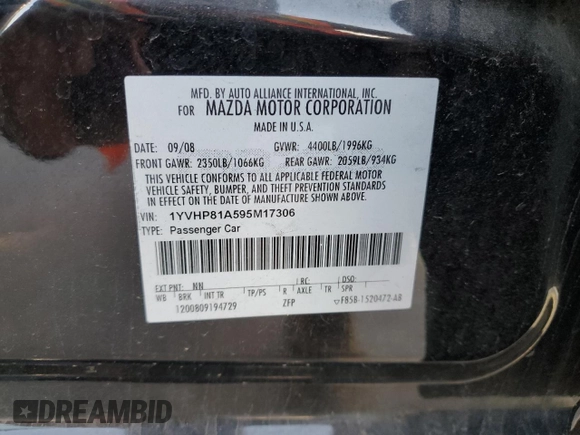 MFD. BY AUTO ALLIANCE INTERNATIONAL, INC.
FOR MAZDA MOTOR CORPORATION
MADE IN U.S.A.
DATE: 09/08 GVWR: 4400LB/1996KG
FRONT GAWR: 2350LB/1066KG REAR GAWR: 2059LB/934KG
THIS VEHICLE CONFORMS TO ALL APPLICABLE FEDERAL MOTOR
VEHICLE SAFETY, BUMPER, AND THEFT PREVENTION STANDARDS
IN EFFECT ON THE DATE OF MANUFACTURE SHOWN ABOVE.
VIN: 1YVHP81A595M17306
TYPE: Passenger Car
EXT PNT: NN RC: DSO:
WB BRK INT TR TP/PS R AXLE TR SPR
1200809194729 ZFP F85B-1520472-AB
DREAMBID